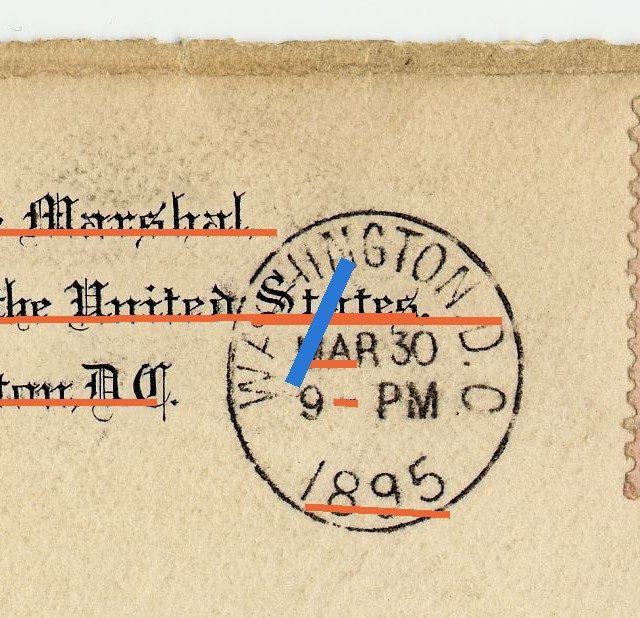 Marshal,
the United States.
D.C.
WASHINGTON, D.C.
MAR 30
9 - PM
1895